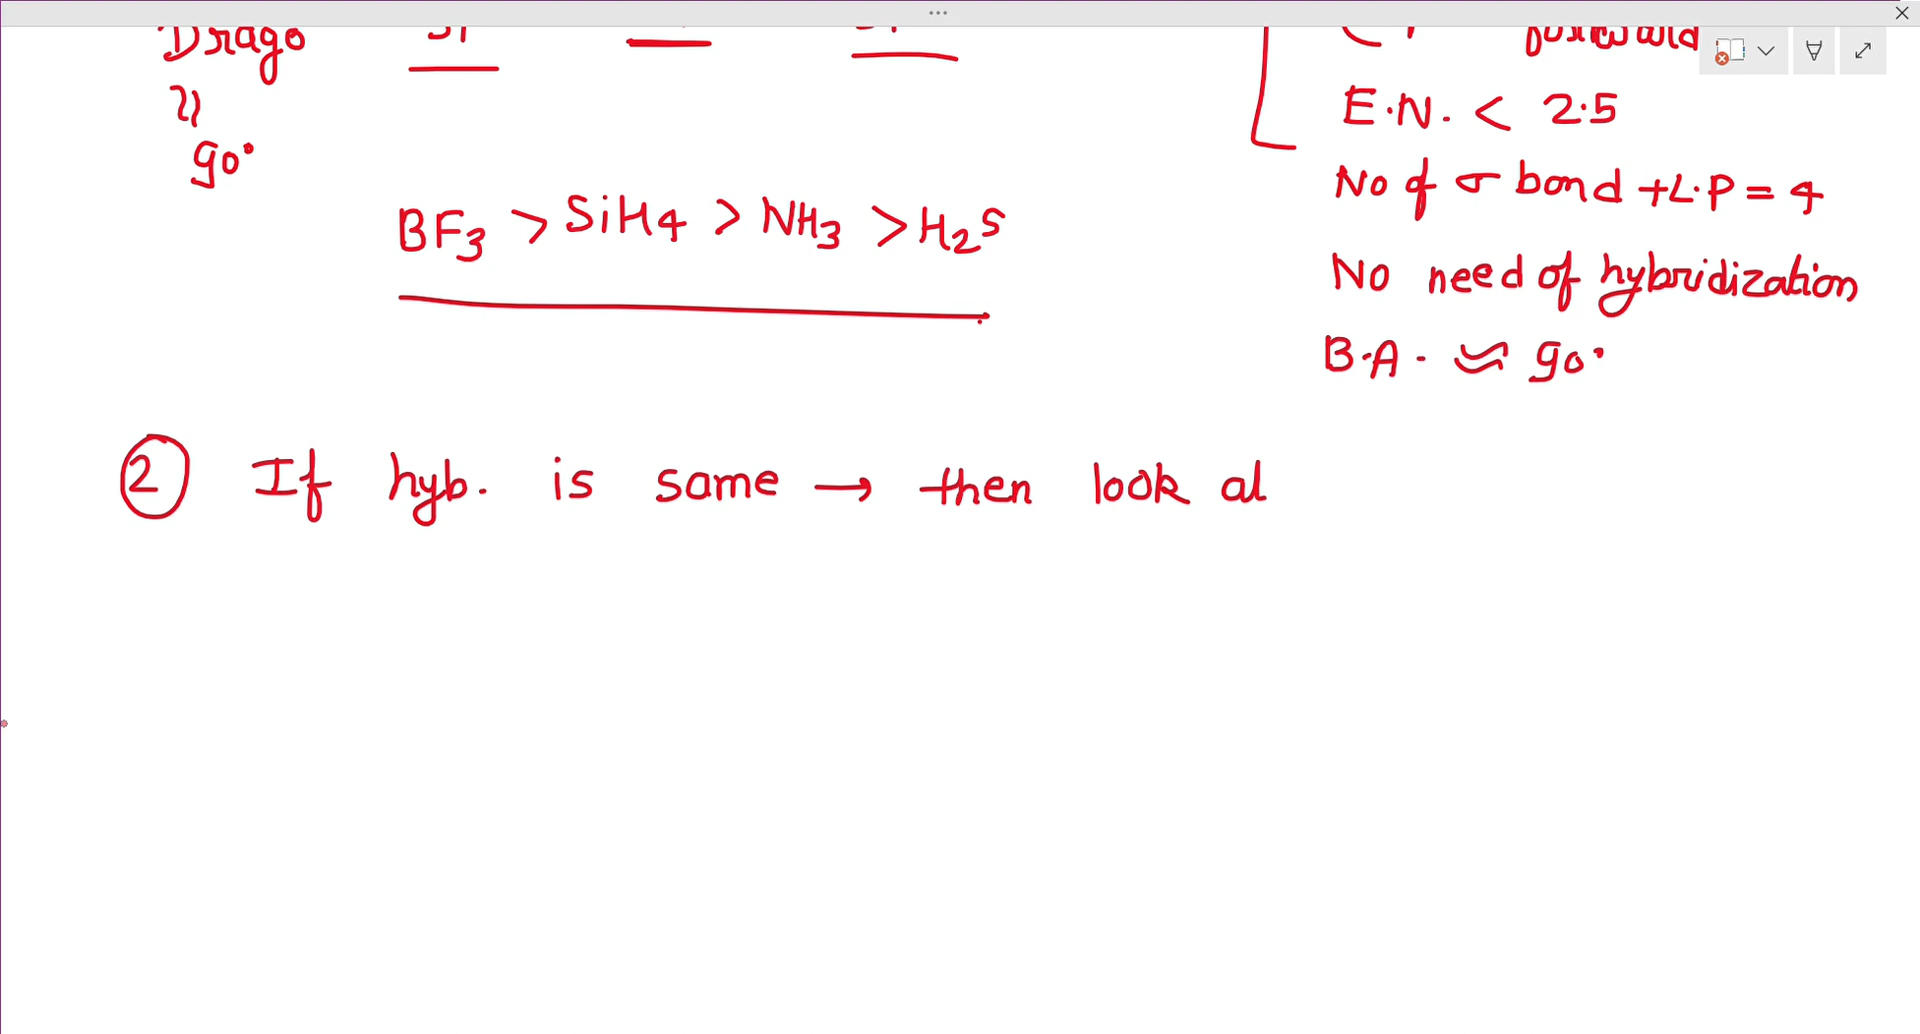 Drago
90°
E.N. < 2.5
No of σ bond + L.P = 4
BF3 > SiH4 > NH3 > H2S
No need of hybridization
B.A. ≈ 90°
② If hyb. is same → then look at